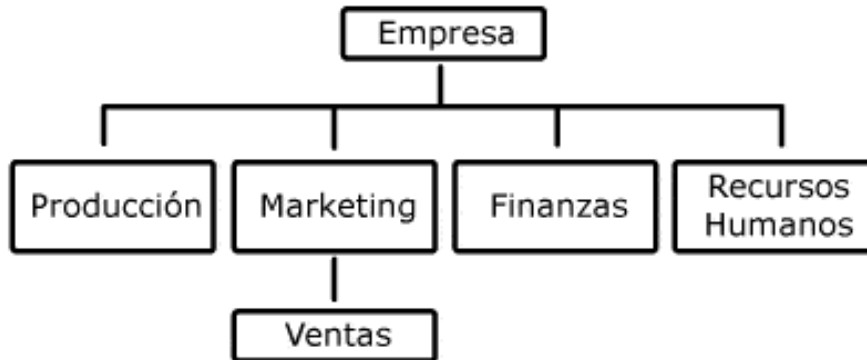 Empresa
Producción
Marketing
Finanzas
Recursos
Humanos
Ventas